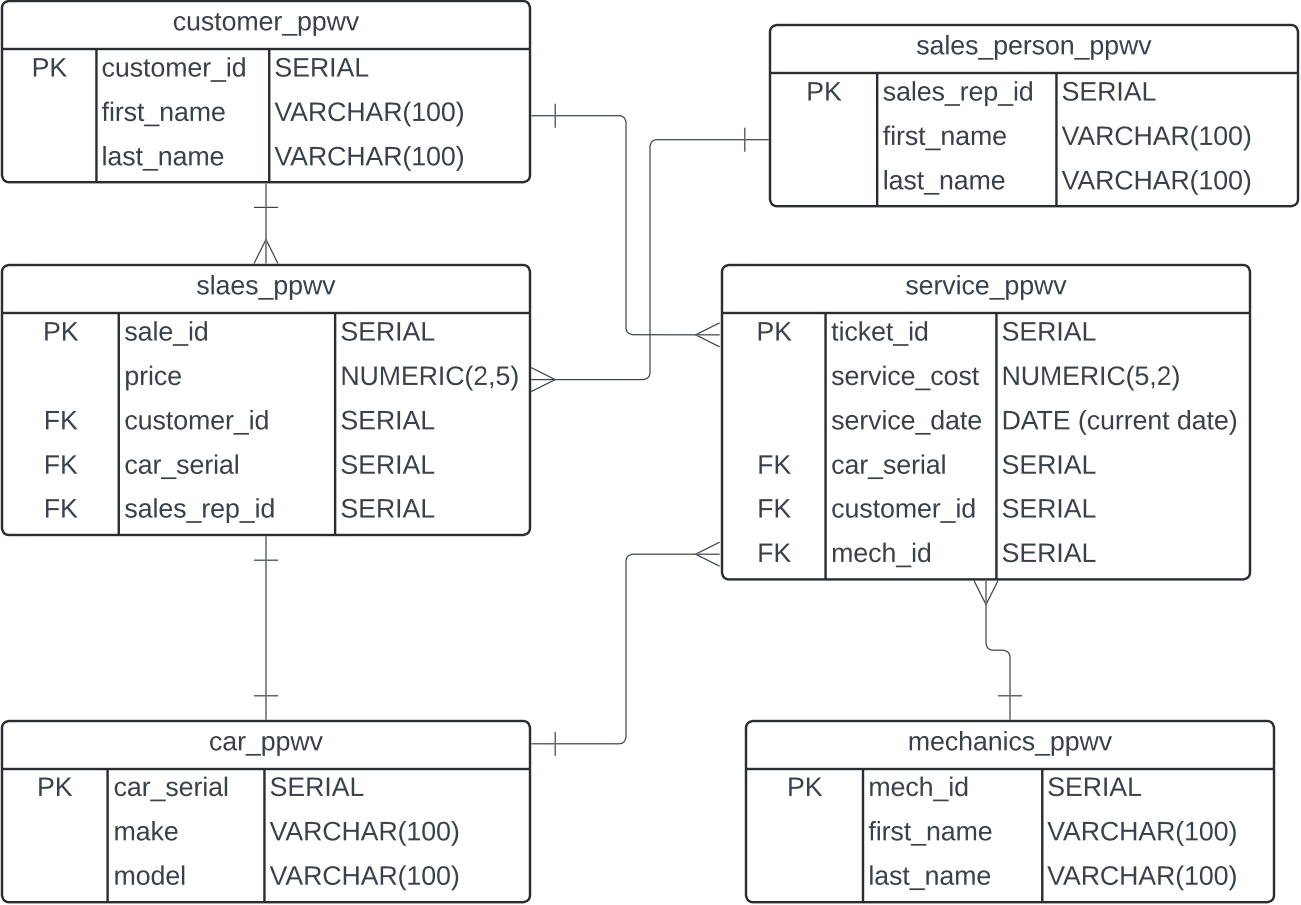 customer_ppwv
PK customer_id SERIAL
first_name VARCHAR(100)
last_name VARCHAR(100)
sales_person_ppwv
PK sales_rep_id SERIAL
first_name VARCHAR(100)
last_name VARCHAR(100)
slaes_ppwv
PK sale_id SERIAL
price NUMERIC(2,5)
FK customer_id SERIAL
FK car_serial SERIAL
FK sales_rep_id SERIAL
service_ppwv
PK ticket_id SERIAL
service_cost NUMERIC(5,2)
service_date DATE (current date)
FK car_serial SERIAL
FK customer_id SERIAL
FK mech_id SERIAL
car_ppwv
PK car_serial SERIAL
make VARCHAR(100)
model VARCHAR(100)
mechanics_ppwv
PK mech_id SERIAL
first_name VARCHAR(100)
last_name VARCHAR(100)